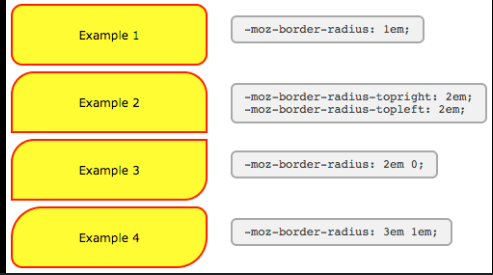 Example 1
-moz-border-radius: 1em;
Example 2
-moz-border-radius-topright: 2em;
-moz-border-radius-topleft: 2em;
Example 3
-moz-border-radius: 2em 0;
Example 4
-moz-border-radius: 3em 1em;